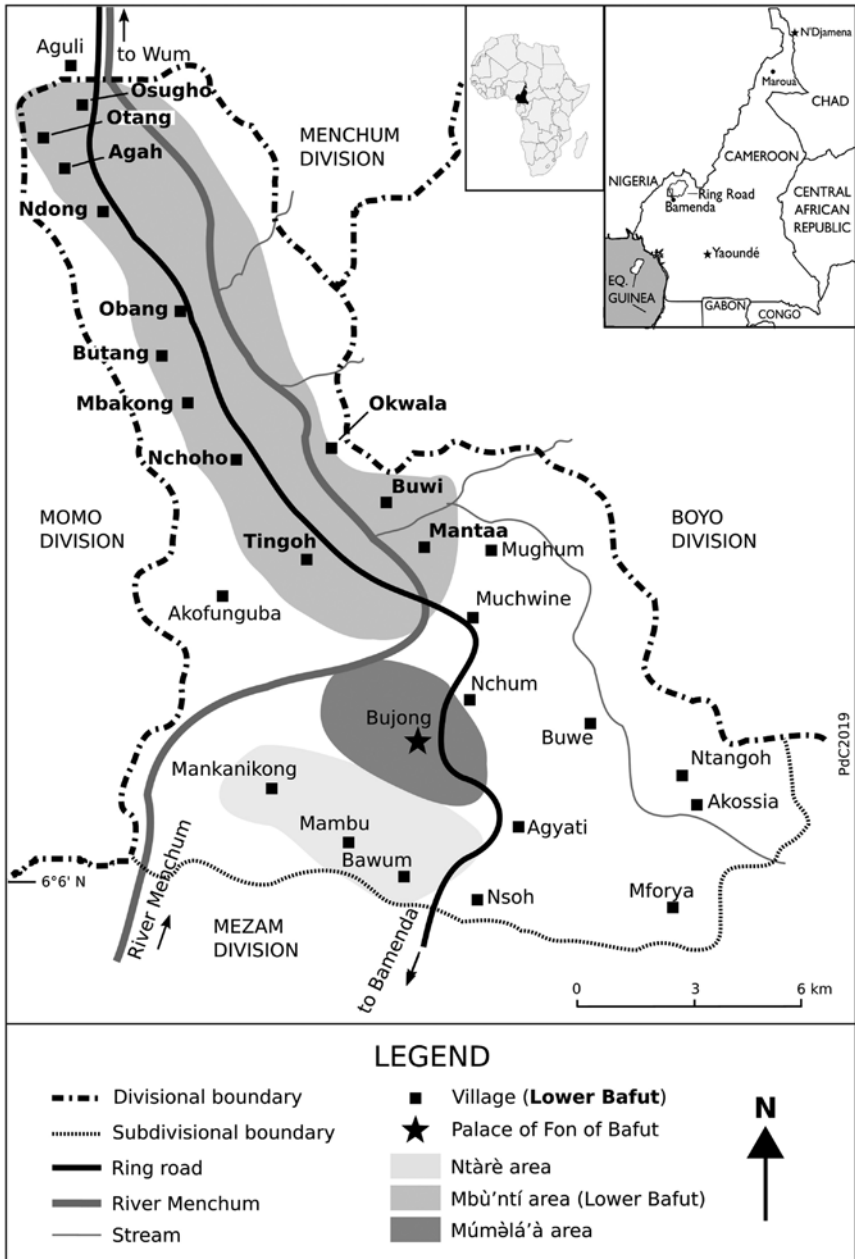 to Wum
Aguli
Osugho
Otang
Agah
Ndong
MENCHUM
DIVISION
Obang
Butang
Mbakong
Okwala
Nchoho
Buwi
MOMO
DIVISION
BOYO
DIVISION
Tingoh
Mantaa
Mughum
Akofunguba
Muchwine
Nchum
Bujong
Buwe
Ntangoh
Mankanikong
Akossia
Mambu
Agyati
Bawum
6°6' N
Nsoh
Mforya
River Menchum
MEZAM
DIVISION
to Bamenda
0 3 6 km
PdC2019
N'Djamena
Maroua
CHAD
CAMEROON
NIGERIA
Ring Road
Bamenda
CENTRAL
AFRICAN
REPUBLIC
Yaoundé
EQ.
GUINEA
GABON
CONGO
LEGEND
Divisional boundary
Subdivisional boundary
Ring road
River Menchum
Stream
Village (Lower Bafut)
Palace of Fon of Bafut
Ntàrè area
Mbù'ntí area (Lower Bafut)
Múməlá'à area
N